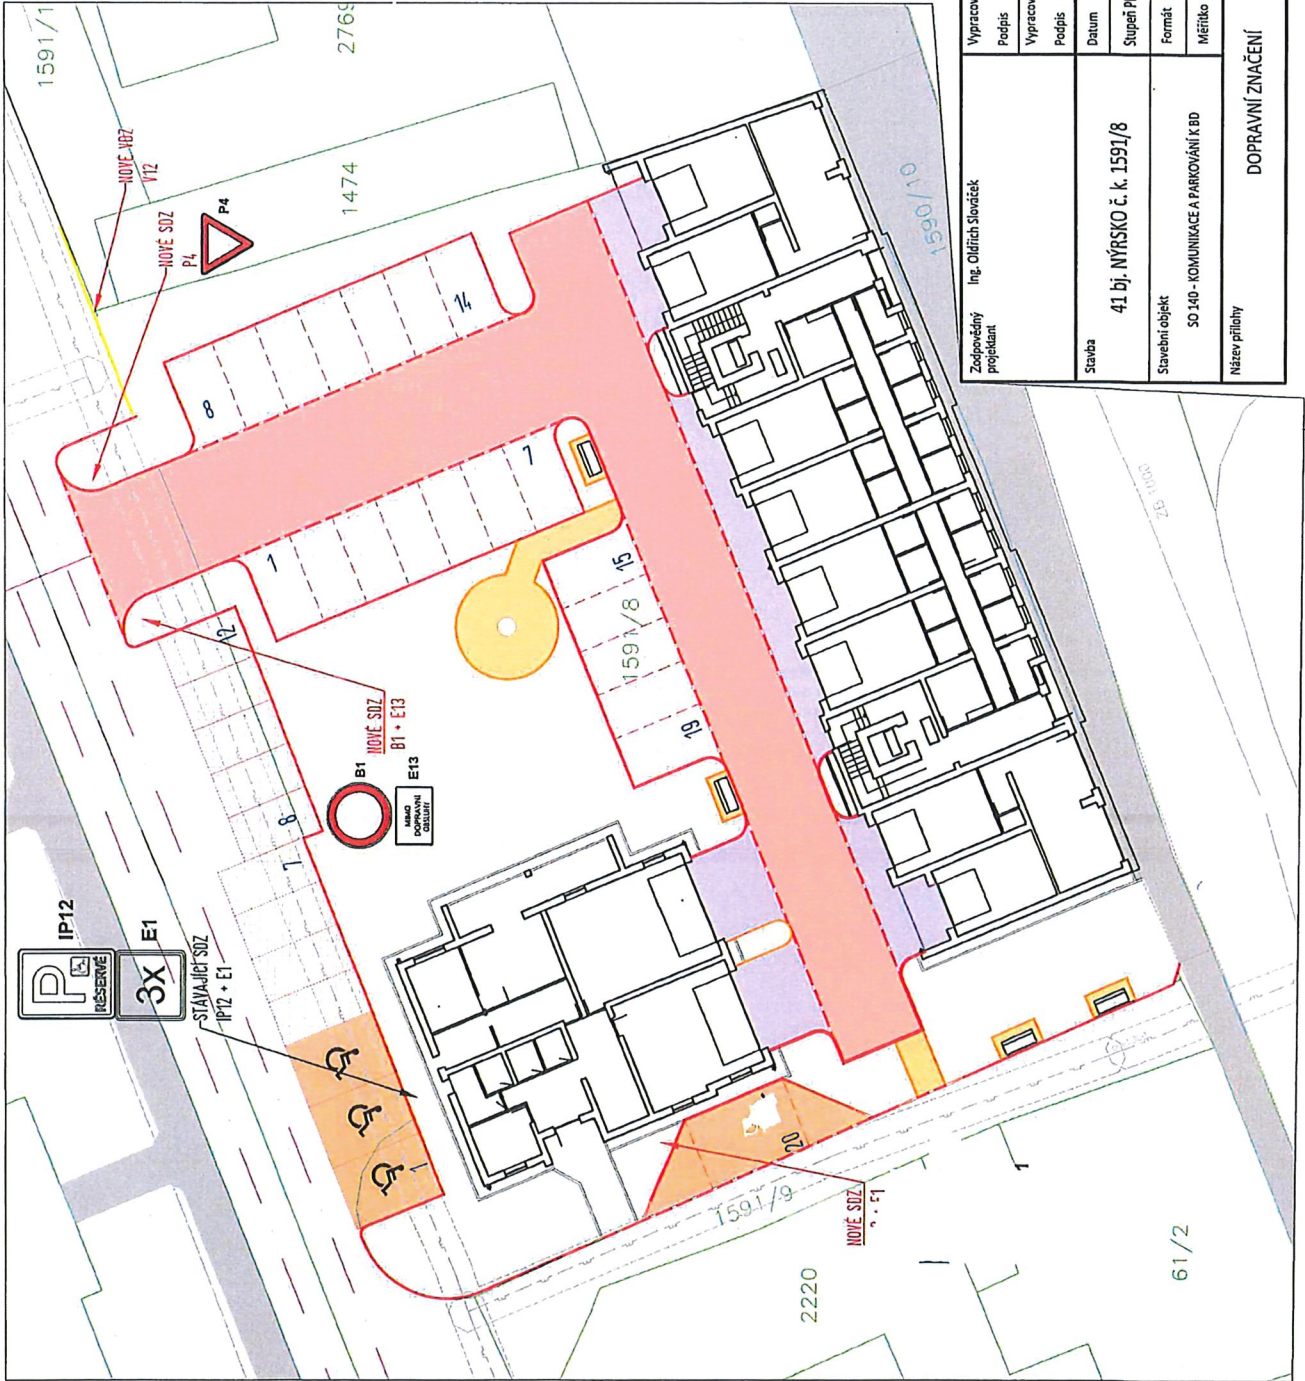 1591/1
2769
NOVÉ VDZ
V12
NOVÉ SDZ
P4
P4
1474
8
14
1
7
12
15
1591/8
19
NOVÉ SDZ
B1 + E13
B1
E13
MIMO
DOPRAVNÍ
OBSLUHY
8
7
IP12
P
RÉSERVÉ
E1
3x
STÁVAJÍCÍ SDZ
IP12 + E1
1
20
1591/9
NOVÉ SDZ
2220
61/2
1
1590/10
Zodpovědný
projektant
Ing. Oldřich Slováček
Vypracov
Podpis
Vypracov
Podpis
Stavba
41 bj. NÝRSKO č. k. 1591/8
Datum
Stavební objekt
SO 140 - KOMUNIKACE A PARKOVÁNÍ K BD
Formát
Měřítko
Název přílohy
DOPRAVNÍ ZNAČENÍ